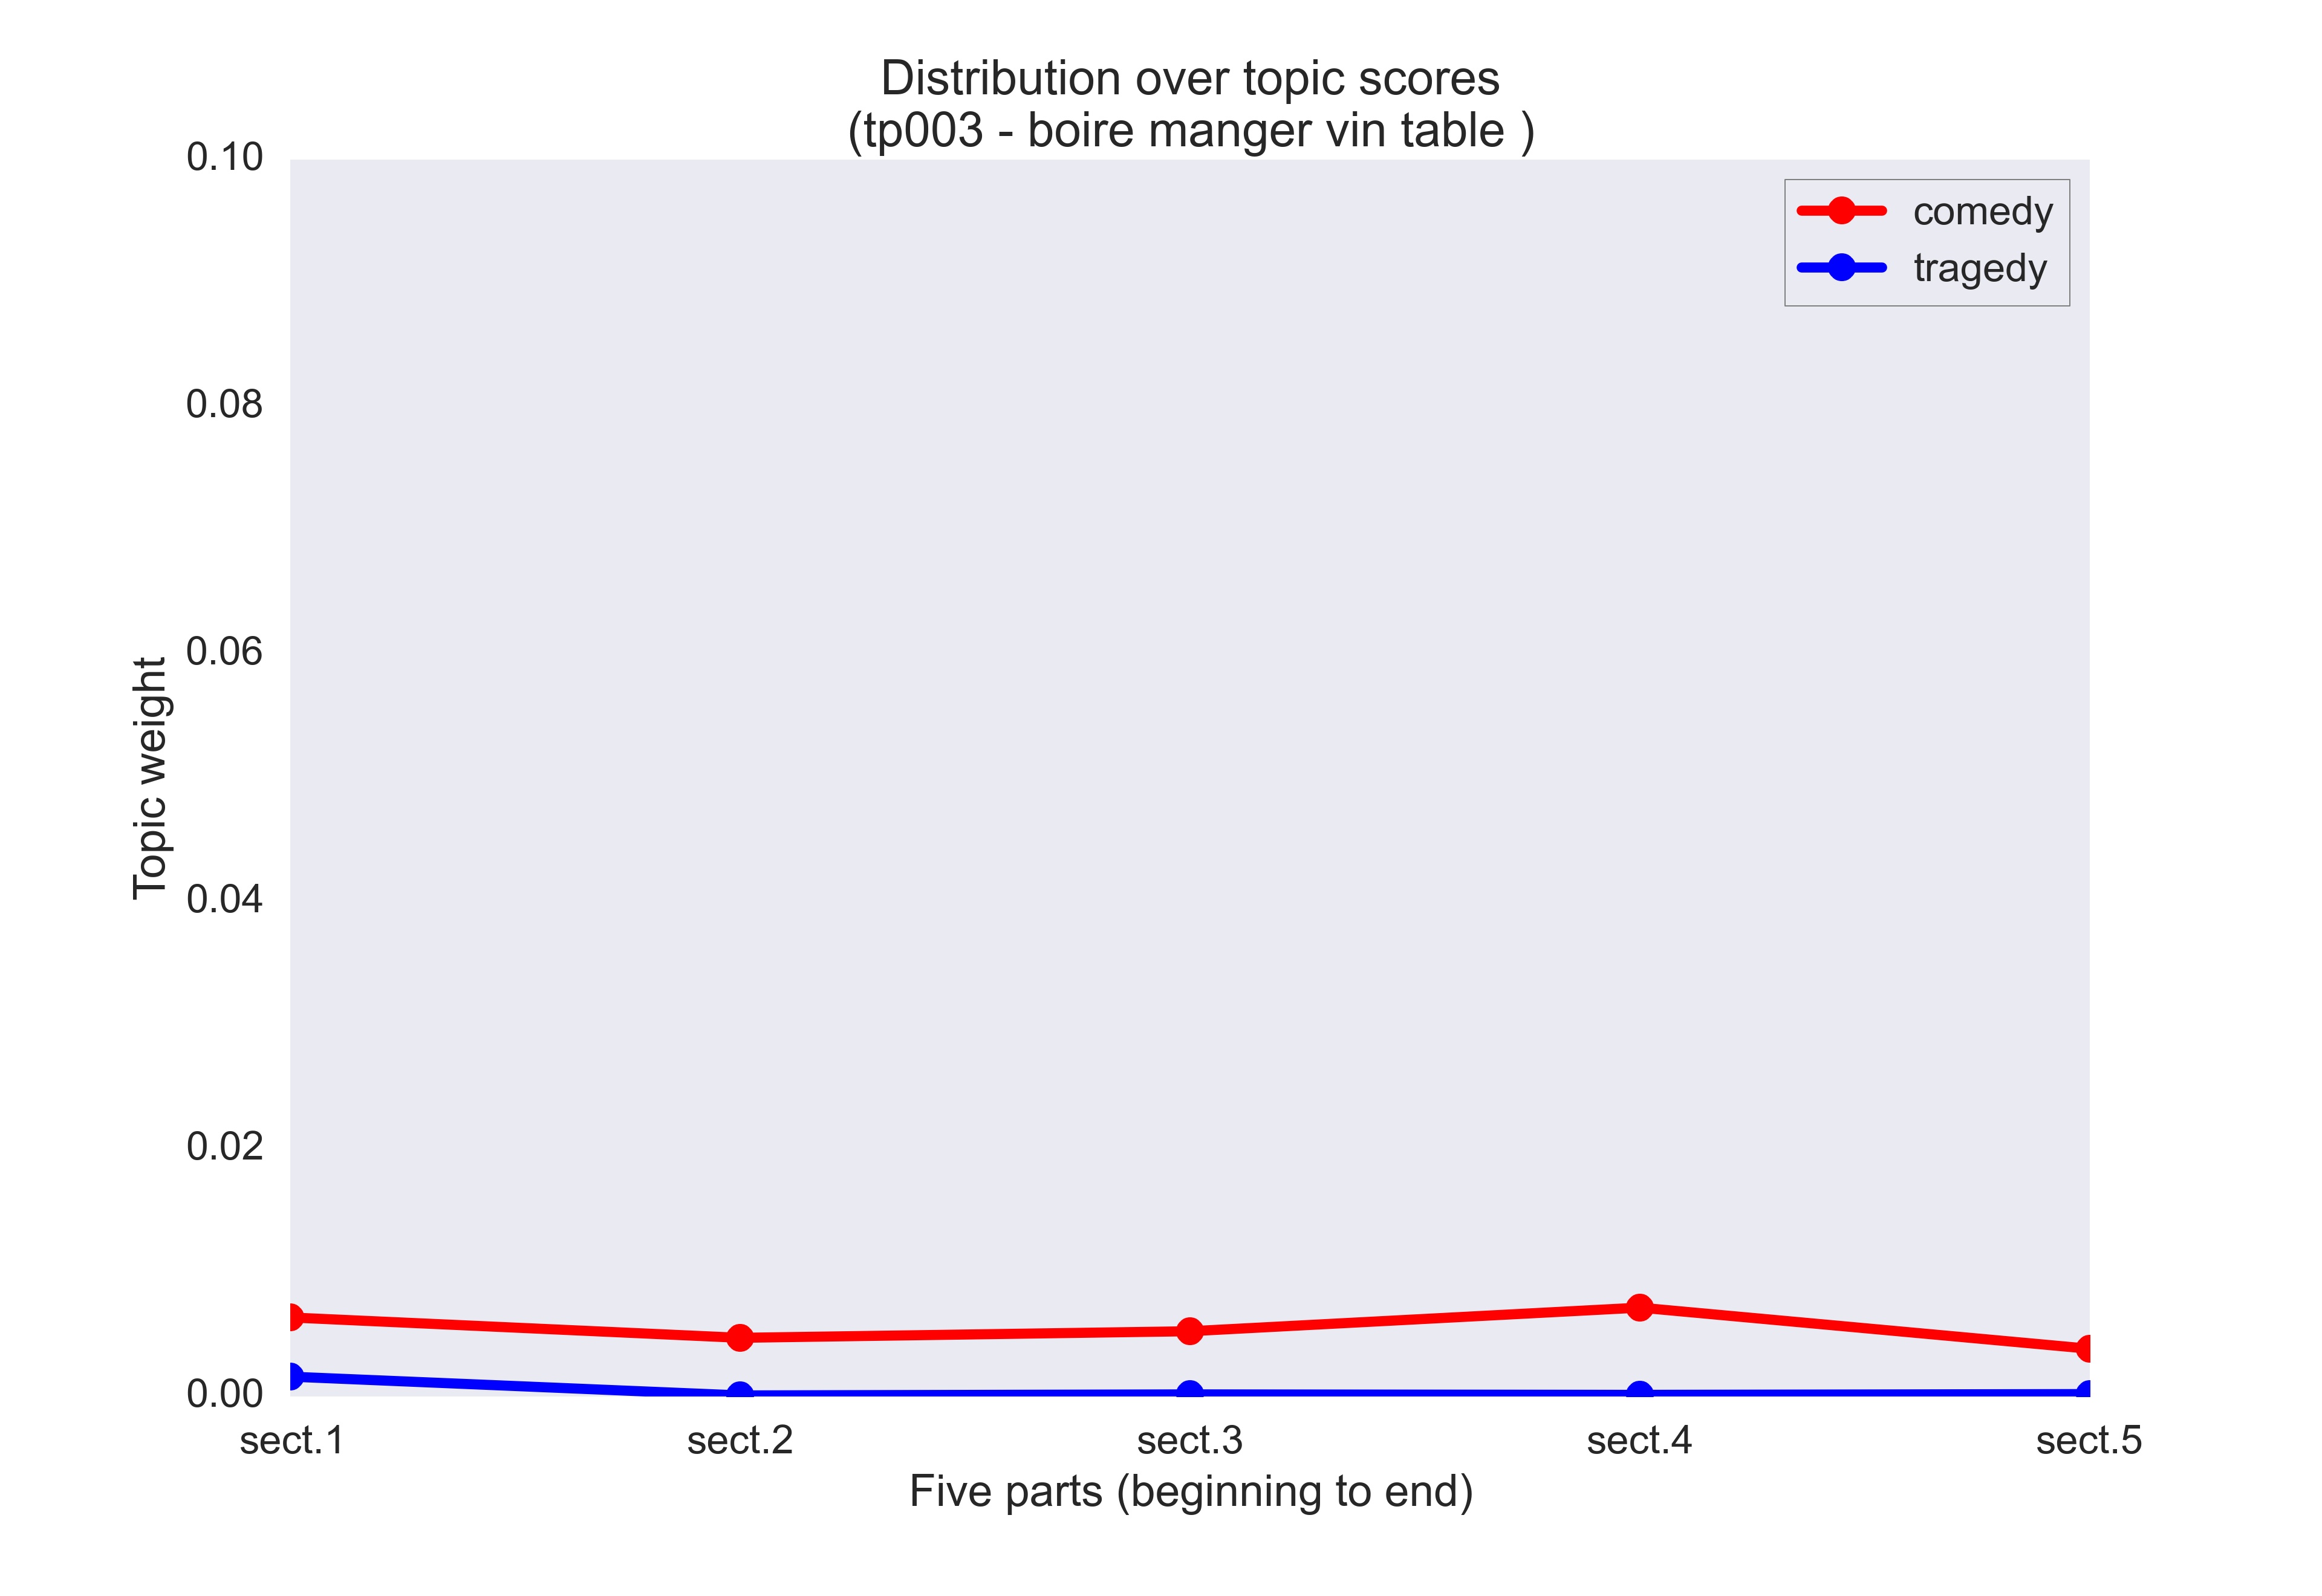 Distribution over topic scores
(tp003 - boire manger vin table )
0.10
0.08
0.06
0.04
0.02
0.00
Topic weight
comedy
tragedy
sect.1 sect.2 sect.3 sect.4 sect.5
Five parts (beginning to end)